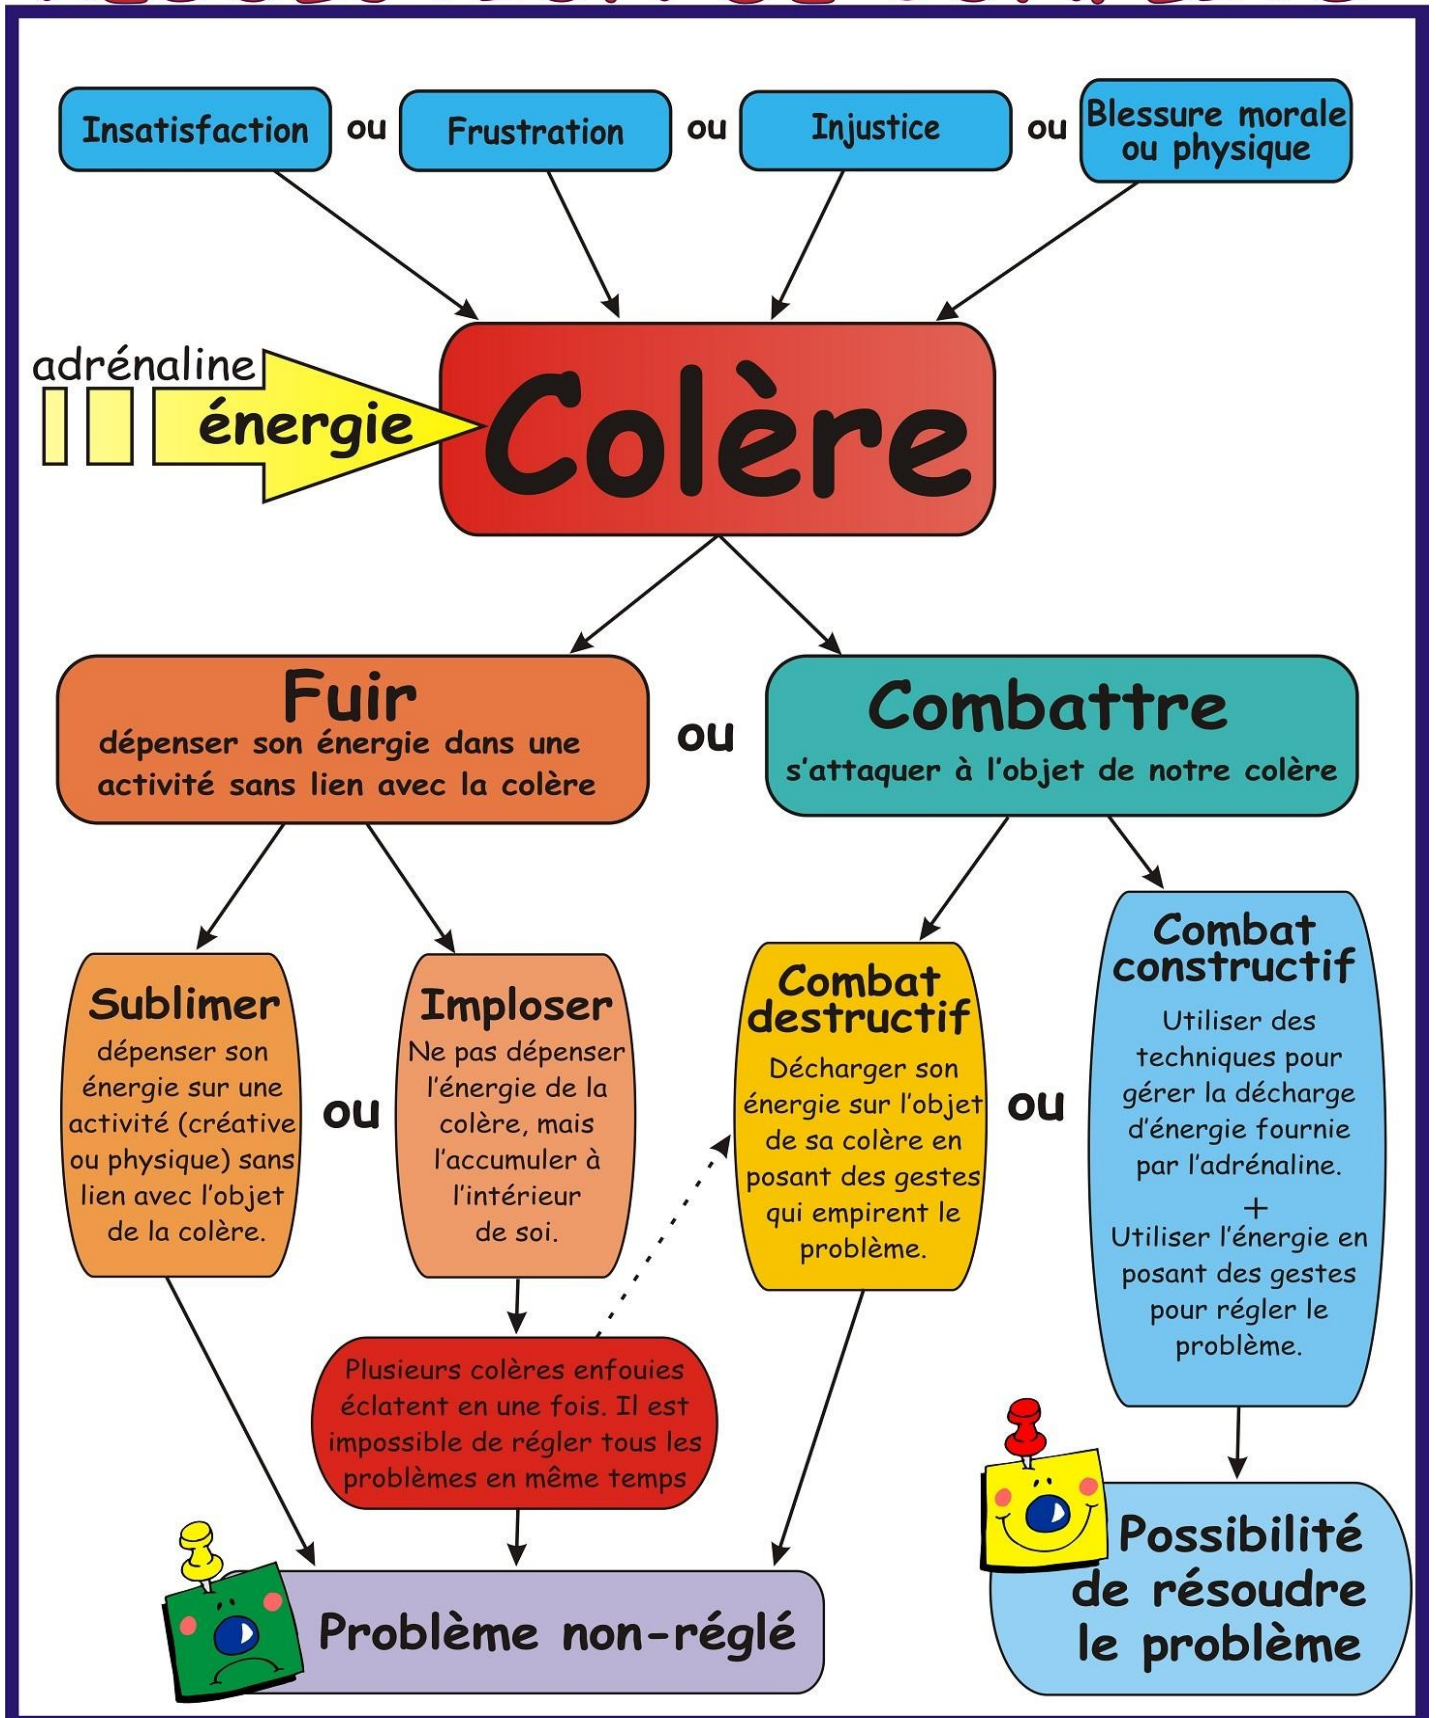 Insatisfaction
ou
Frustration
ou
Injustice
ou
Blessure morale
ou physique
adrénaline
énergie
Colère
Fuir
dépenser son énergie dans une
activité sans lien avec la colère
ou
Combattre
s'attaquer à l'objet de notre colère
Sublimer
dépenser son
énergie sur une
activité (créative
ou physique) sans
lien avec l'objet
de la colère.
ou
Imploser
Ne pas dépenser
l'énergie de la
colère, mais
l'accumuler à
l'intérieur
de soi.
Combat
destructif
Décharger son
énergie sur l'objet
de sa colère en
posant des gestes
qui empirent le
problème.
ou
Combat
constructif
Utiliser des
techniques pour
gérer la décharge
d'énergie fournie
par l'adrénaline.
+
Utiliser l'énergie en
posant des gestes
pour régler le
problème.
Plusieurs colères enfouies
éclatent en une fois. Il est
impossible de régler tous les
problèmes en même temps
Problème non-réglé
Possibilité
de résoudre
le problème